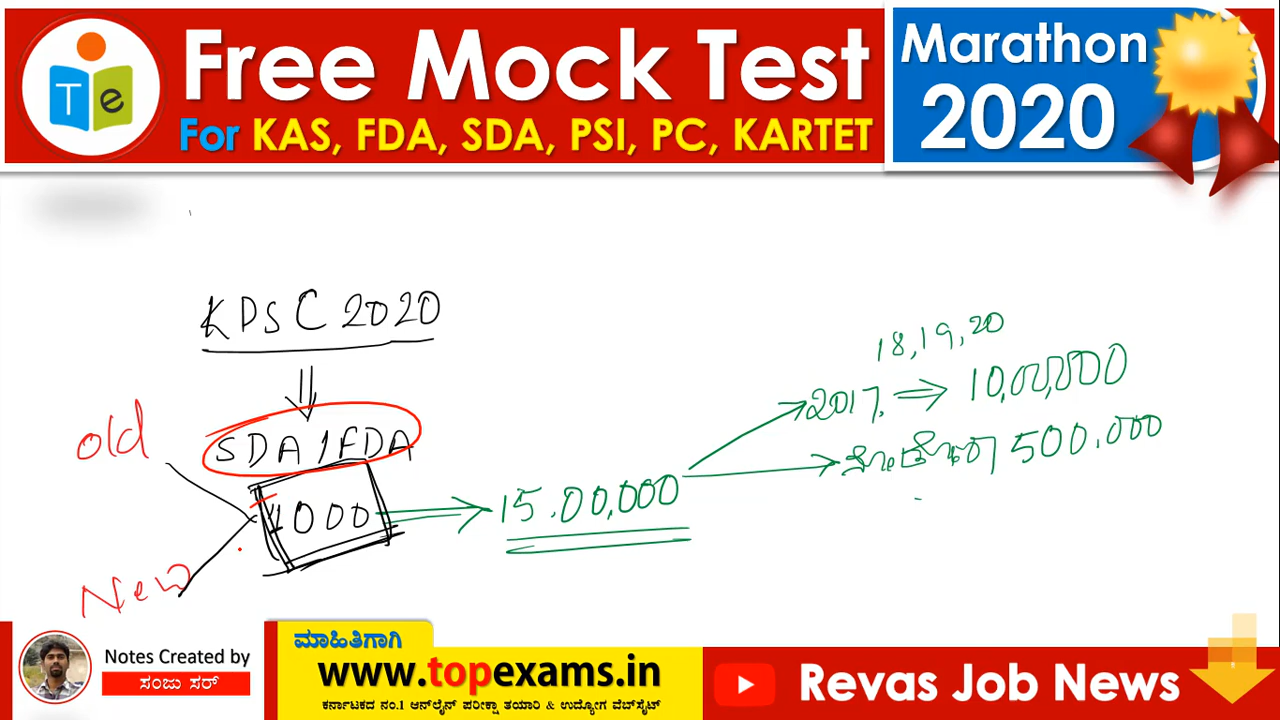 Te
Free Mock Test
For KAS, FDA, SDA, PSI, PC, KARTET
Marathon
2020
KPSC 2020
old
SDA / FDA
1000
New
15.00,000
18, 19, 20
2017. ⇒ 10,00,000
500.000
Notes Created by
ಸಂಜು ಸರ್
ಮಾಹಿತಿಗಾಗಿ
www.topexams.in
ಕರ್ನಾಟಕದ ನಂ.1 ಆನ್‌ಲೈನ್ ಪರೀಕ್ಷಾ ತಯಾರಿ & ಉದ್ಯೋಗ ವೆಬ್‌ಸೈಟ್
Revas Job News